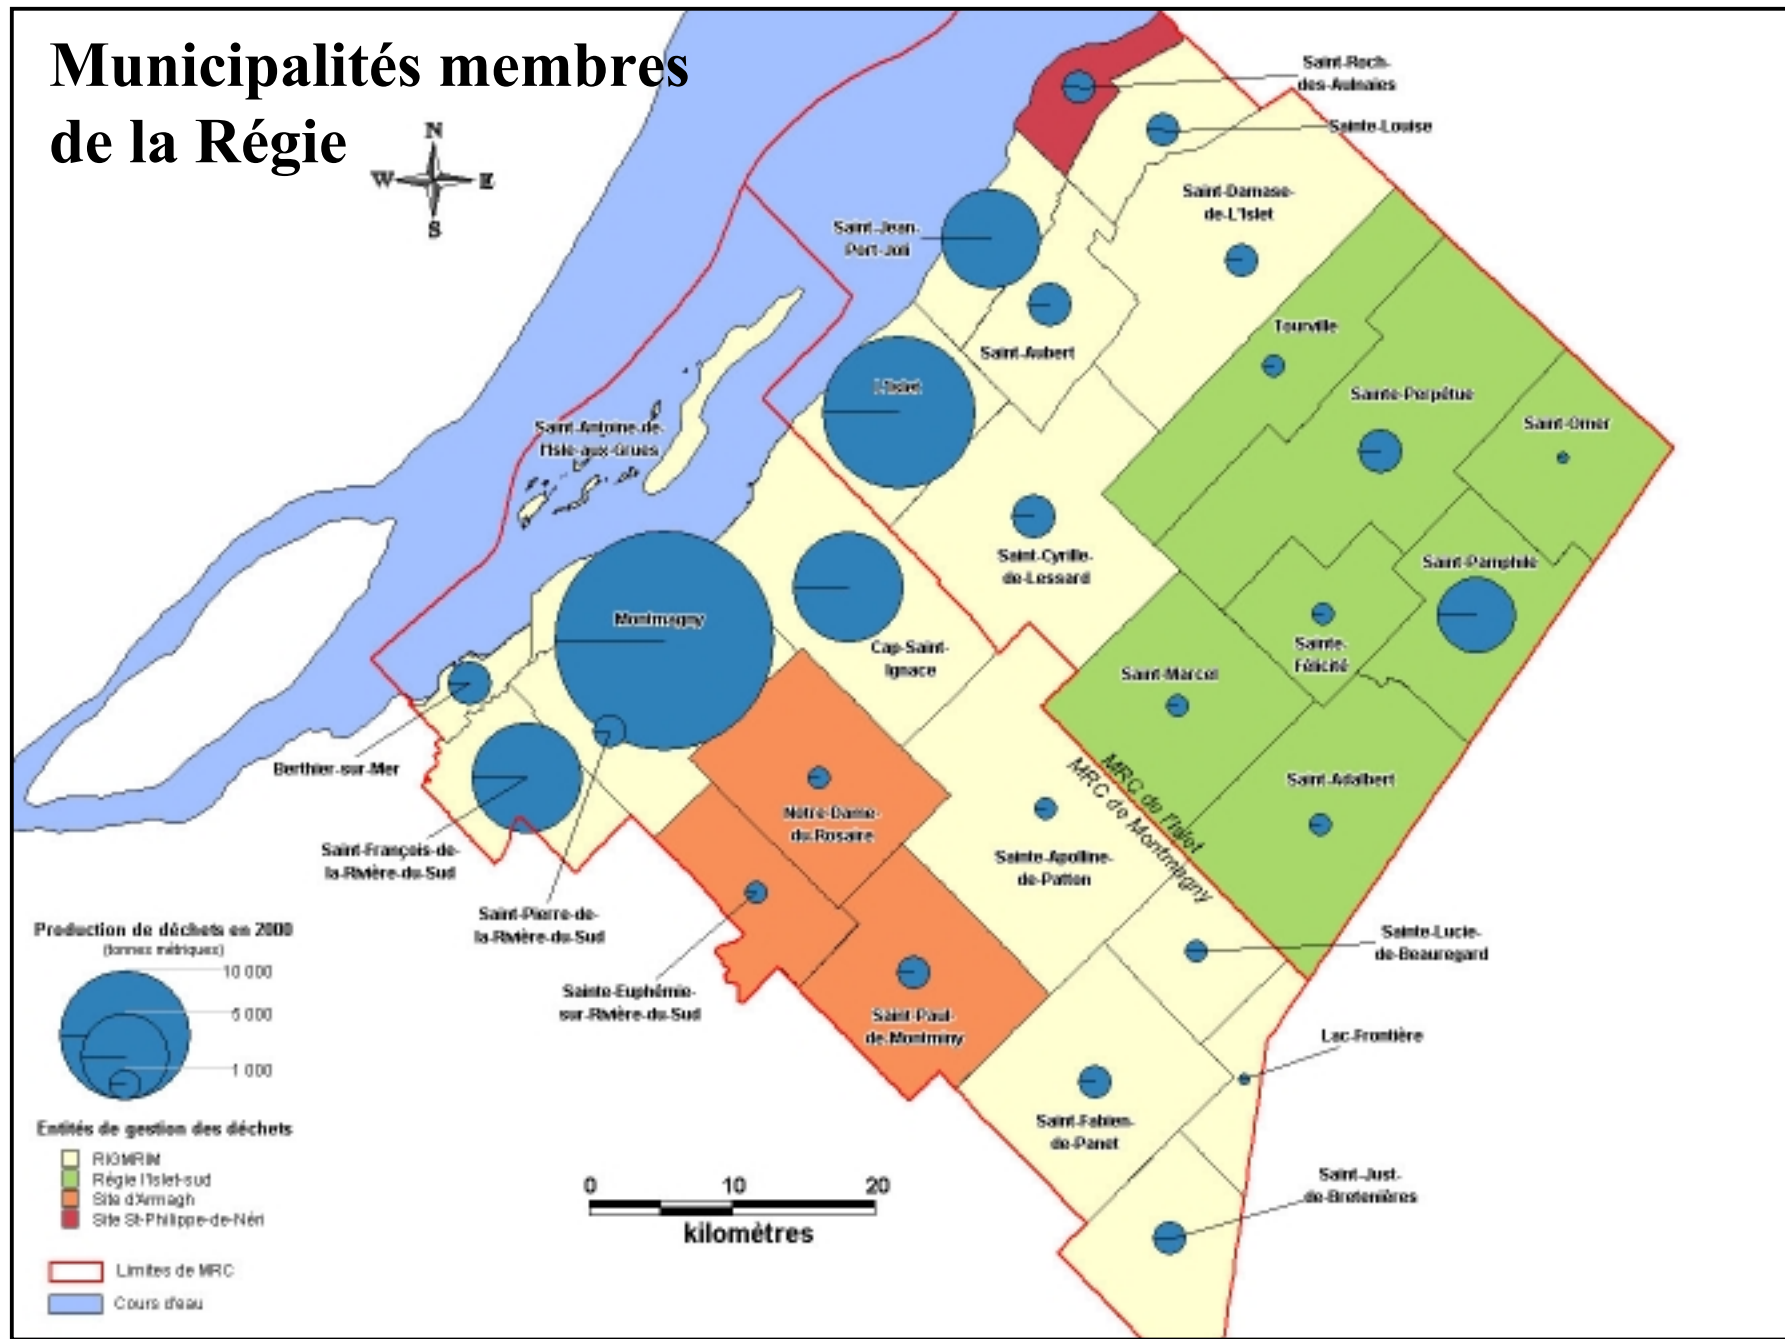 Municipalités membres
de la Régie
N
W E
S
Saint-Roch-
des-Aulnaies
Sainte-Louise
Saint-Damase-
de-L'Islet
Saint-Jean-
Port-Joli
Tourville
Saint-Aubert
L'Islet
Sainte-Perpétue
Saint-Omer
Saint-Antoine-de-
l'Isle-aux-Grues
Saint-Cyrille-
de-Lessard
Saint-Pamphile
Montmagny
Cap-Saint-
Ignace
Sainte-
Félicité
Saint-Marcel
Berthier-sur-Mer
MRC de l'Islet
MRC de Montmagny
Saint-Adalbert
Notre-Dame-
du-Rosaire
Saint-François-de-
la-Rivière-du-Sud
Sainte-Apolline-
de-Patton
Saint-Pierre-de-
la-Rivière-du-Sud
Sainte-Lucie-
de-Beauregard
Sainte-Euphémie-
sur-Rivière-du-Sud
Saint-Paul-
de-Montminy
Lac-Frontière
Saint-Fabien-
de-Panet
Saint-Just-
de-Bretenières
Production de déchets en 2000
(tonnes métriques)
10 000
5 000
1 000
Entités de gestion des déchets
RIGMRIM
Régie l'Islet-sud
Site d'Armagh
Site St-Philippe-de-Néri
Limites de MRC
Cours d'eau
0 10 20
kilomètres